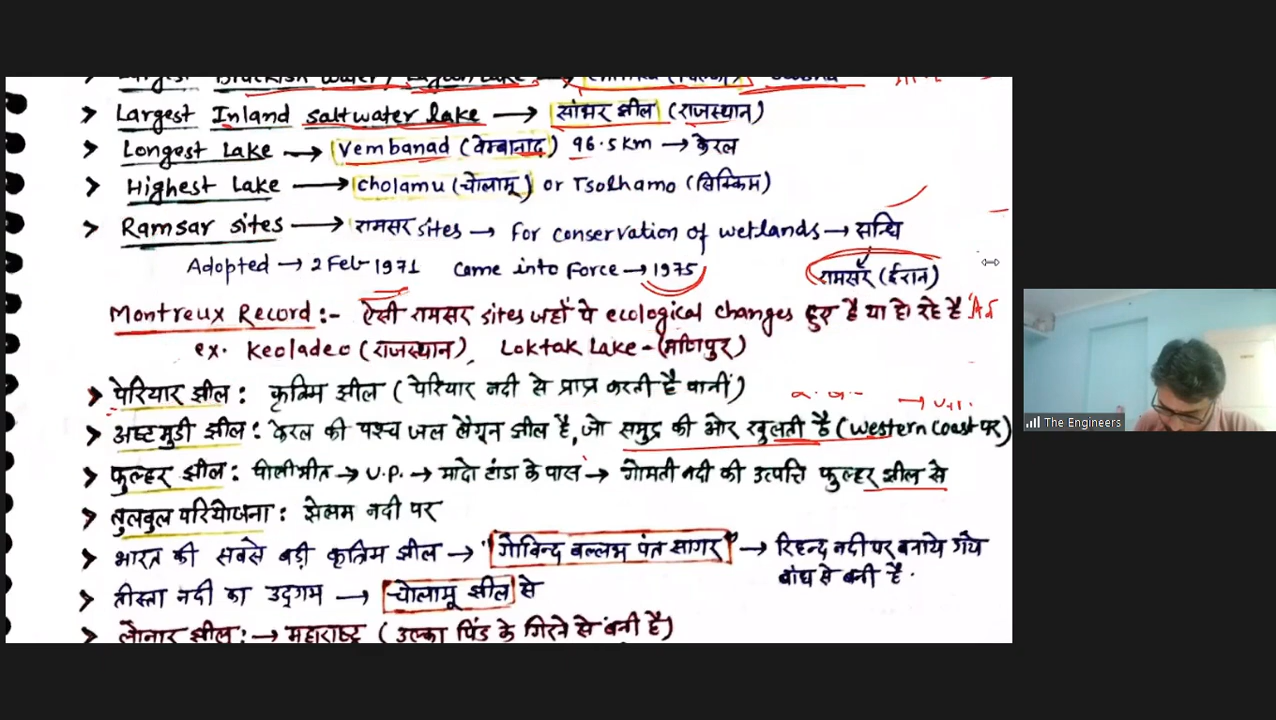 > Largest Inland saltwater lake → सांभर झील (राजस्थान)
> Longest Lake → Vembanad (वेम्बानाद) 96.5 km → केरल
> Highest Lake → Cholamu (चोलामू) or Tsolhamo (सिक्किम)
> Ramsar sites → रामसर sites → for conservation of wetlands → सन्धि
Adopted → 2 Feb 1971 Came into force → 1975 रामसर (ईरान)
Montreux Record :- ऐसी रामसर sites जहाँ पे ecological changes हुए है या हो रहे है
ex. Keoladeo (राजस्थान), Loktak Lake - (मणिपुर)
> पेरियार झील : कृत्रिम झील (पेरियार नदी से प्राप्त करती है पानी)
> अष्टमुडी झील : केरल की पश्च जल लैगून झील है, जो समुद्र की ओर खुलती है (Western Coast पर)
> फुल्हर झील : पीलीभीत → U.P. → माधो टांडा के पास → गोमती नदी की उत्पत्ति फुल्हर झील से
> तुलबुल परियोजना : झेलम नदी पर
> भारत की सबसे बड़ी कृत्रिम झील → "गोविन्द बल्लभ पंत सागर" → रिहन्द नदी पर बनाये गये
बांध से बनी है.
> तीस्ता नदी का उद्गम → चोलामू झील से
> लोनार झील : → महाराष्ट्र (उल्का पिंड के गिरने से बनी है)
The Engineers